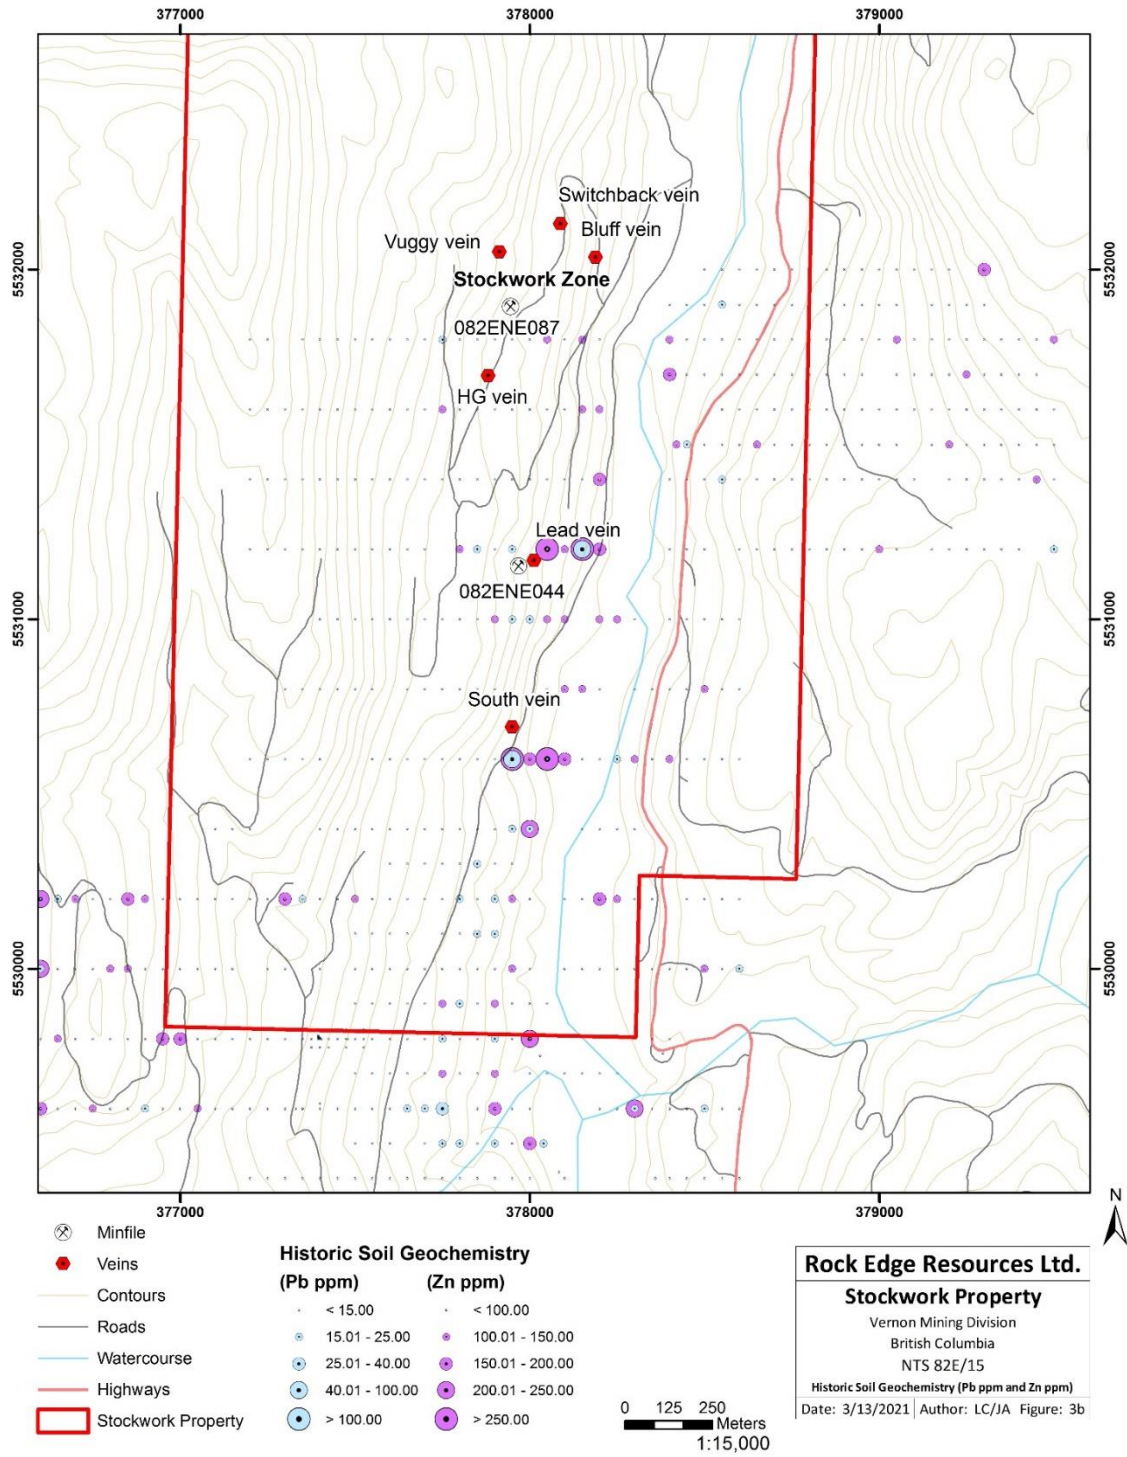 377000 378000 379000
Switchback vein
Bluff vein
Vuggy vein
5532000 5532000
Stockwork Zone
082ENE087
HG vein
Lead vein
082ENE044
5531000 5531000
South vein
5530000 5530000
377000 378000 379000
N
Minfile
Veins
Contours
Roads
Watercourse
Highways
Stockwork Property
Historic Soil Geochemistry
(Pb ppm) (Zn ppm)
< 15.00 < 100.00
15.01 - 25.00 100.01 - 150.00
25.01 - 40.00 150.01 - 200.00
40.01 - 100.00 200.01 - 250.00
> 100.00 > 250.00
0 125 250
Meters
1:15,000
Rock Edge Resources Ltd.
Stockwork Property
Vernon Mining Division
British Columbia
NTS 82E/15
Historic Soil Geochemistry (Pb ppm and Zn ppm)
Date: 3/13/2021 Author: LC/JA Figure: 3b